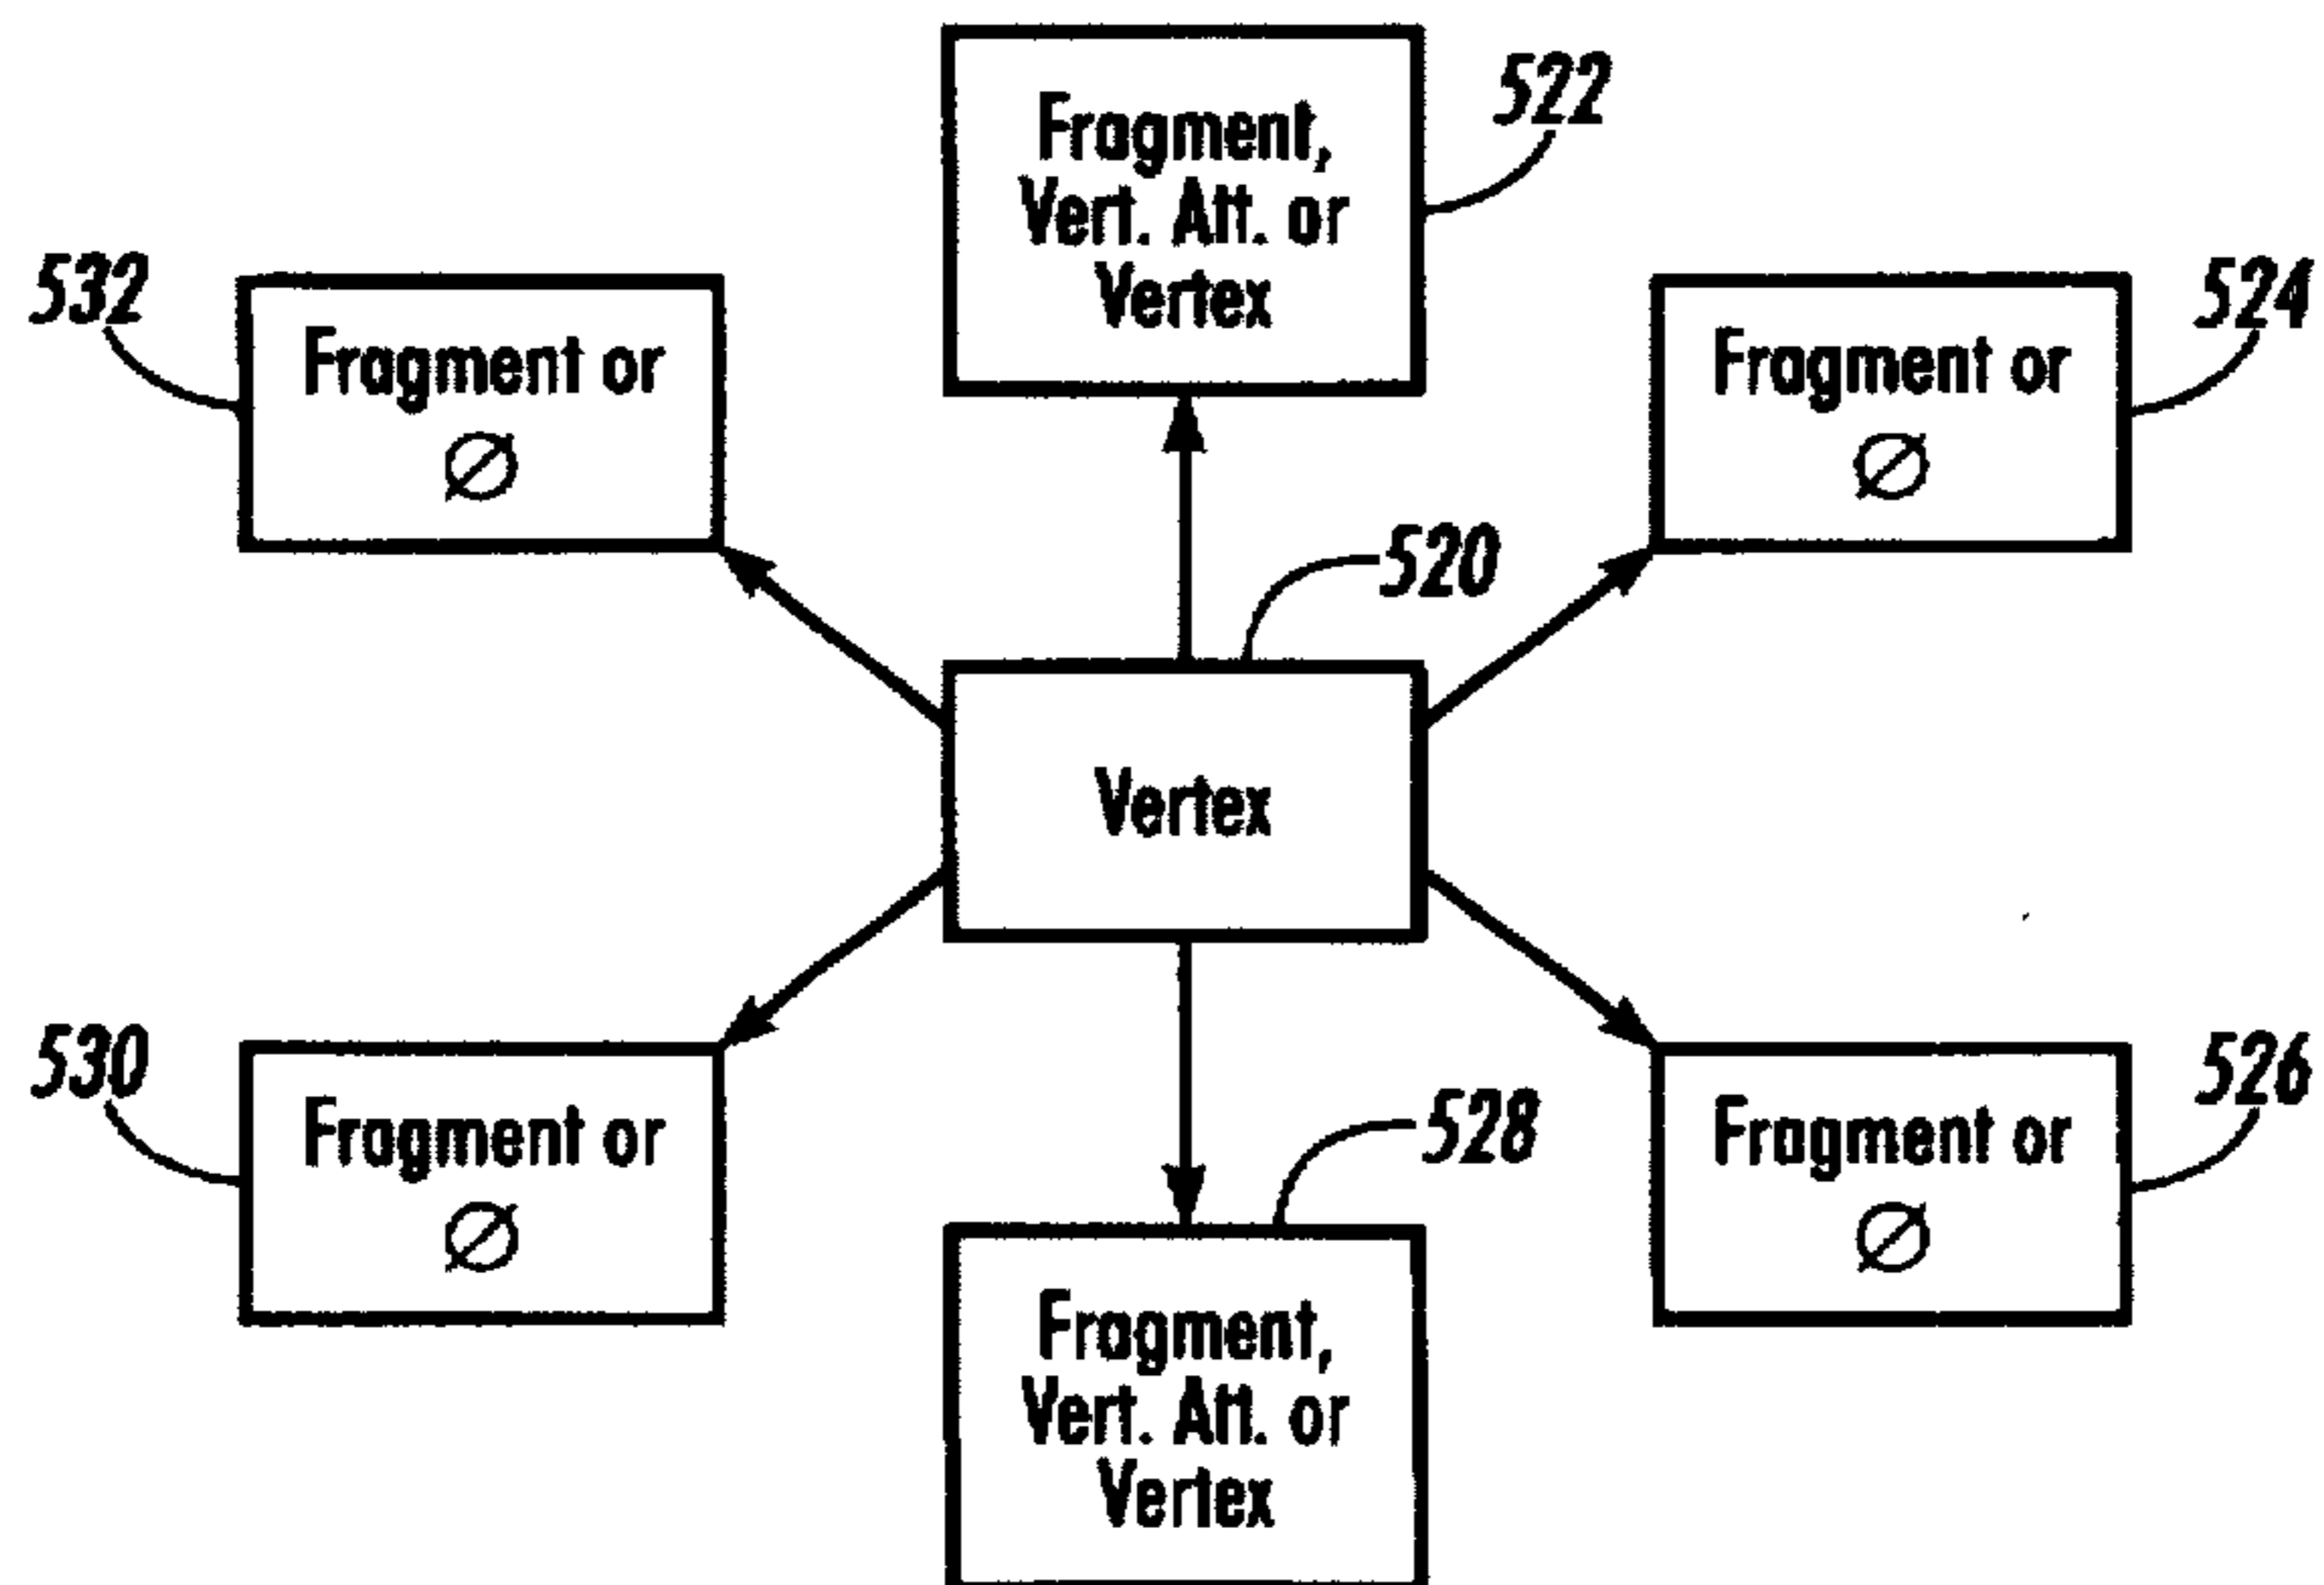 522
Fragment,
Vert. Att. or
Vertex
532
Fragment or
Ø
524
Fragment or
Ø
520
Vertex
530
Fragment or
Ø
528
Fragment,
Vert. Att. or
Vertex
526
Fragment or
Ø